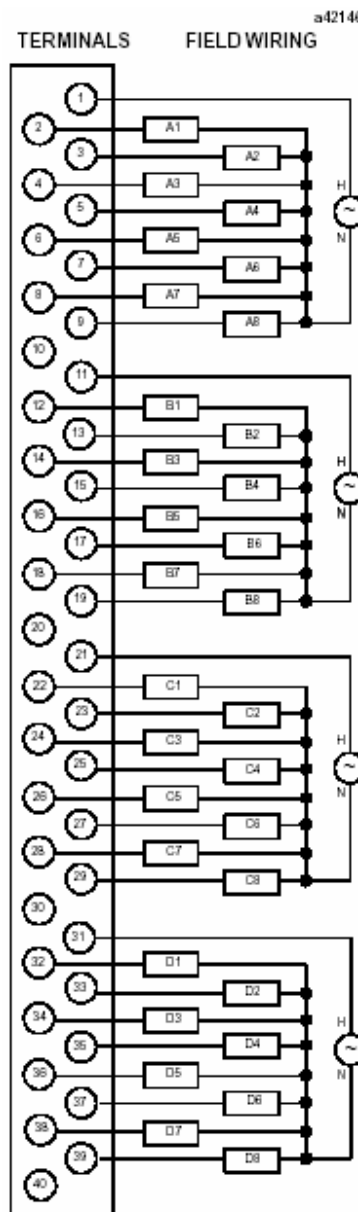 a42146
TERMINALS FIELD WIRING
1
2 A1
3 A2
4 A3 H
5 A4 ~
6 A5 N
7 A6
8 A7
9 A8
10
11
12 B1
13 B2
14 B3 H
15 B4 ~
16 B5 N
17 B6
18 B7
19 B8
20
21
22 C1
23 C2
24 C3 H
25 C4 ~
26 C5 N
27 C6
28 C7
29 C8
30
31
32 D1
33 D2
34 D3 H
35 D4 ~
36 D5 N
37 D6
38 D7
39 D8
40